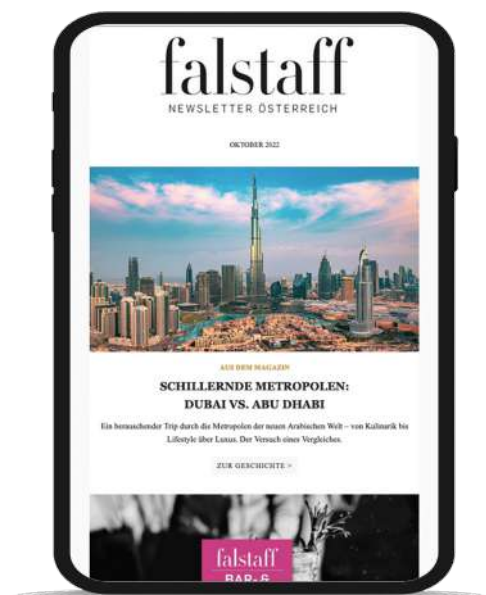 falstaff
NEWSLETTER ÖSTERREICH
OKTOBER 2022
AUS DEM MAGAZIN
SCHILLERNDE METROPOLEN:
DUBAI VS. ABU DHABI
Ein berauschender Trip durch die Metropolen der neuen Arabischen Welt – von Kulinarik bis
Lifestyle über Luxus. Der Versuch eines Vergleiches.
ZUR GESCHICHTE >
falstaff
BAR- &